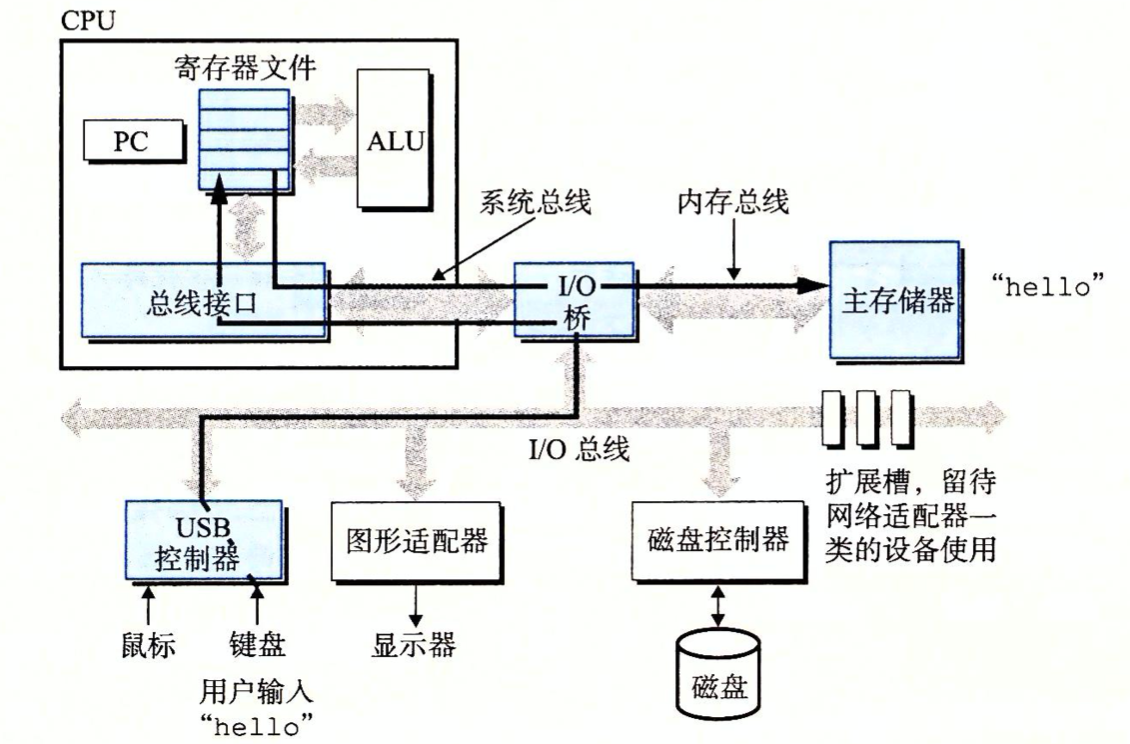 CPU
寄存器文件
PC
ALU
系统总线
内存总线
总线接口
I/O
桥
主存储器
“hello”
I/O 总线
扩展槽，留待
网络适配器一
类的设备使用
USB
控制器
图形适配器
磁盘控制器
鼠标
键盘
显示器
磁盘
用户输入
“hello”